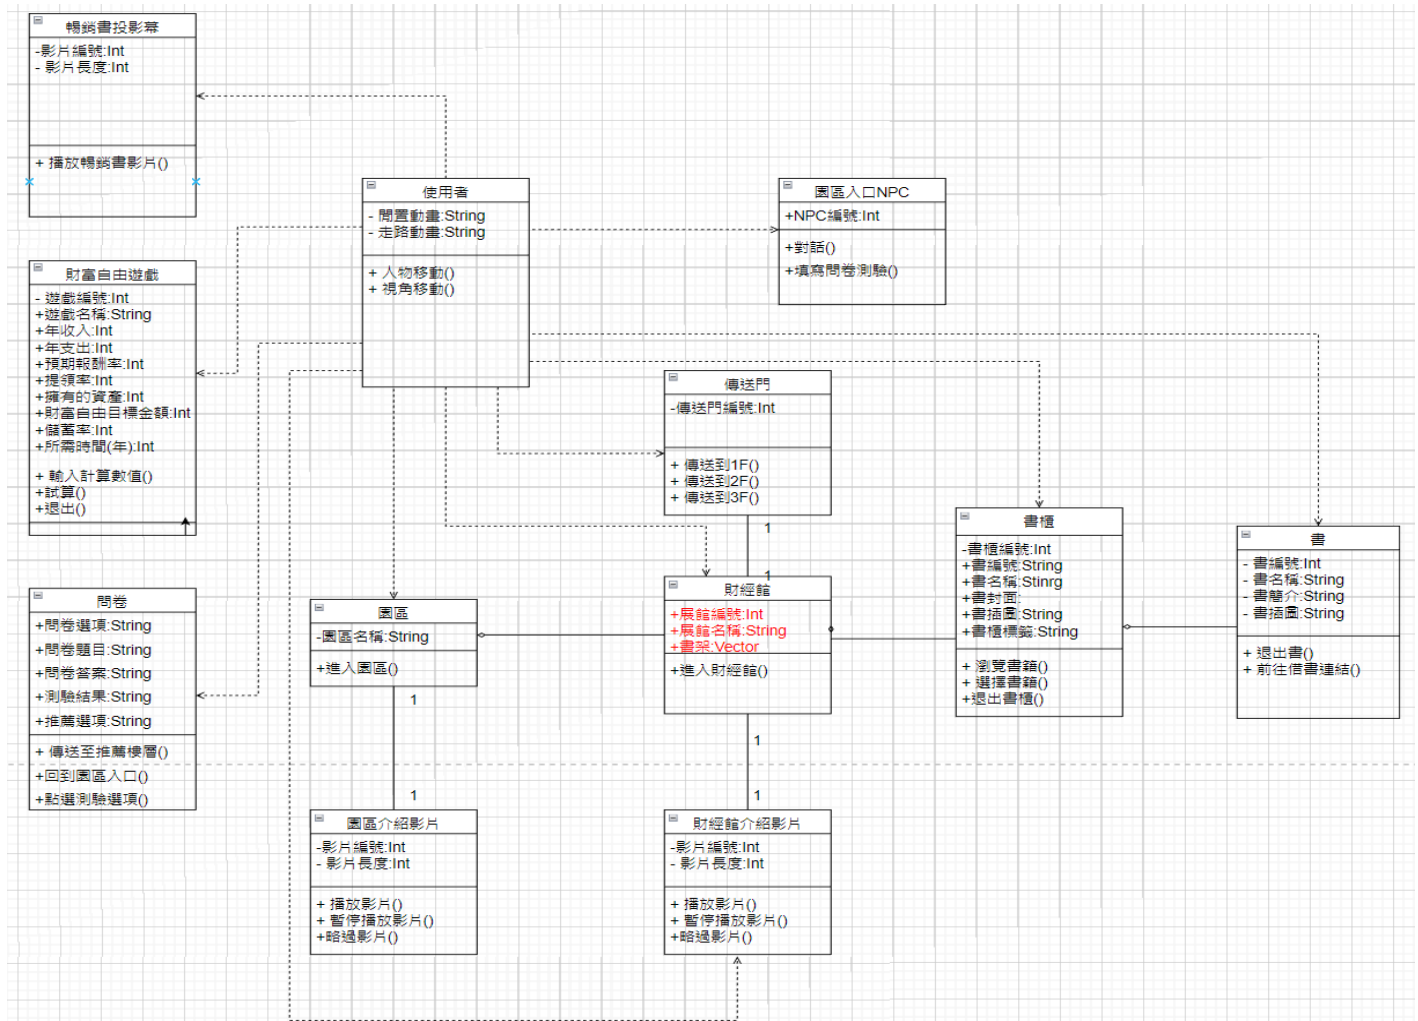 暢銷書投影幕
-影片編號:Int
- 影片長度:Int
+ 播放暢銷書影片()
使用者
- 閒置動畫:String
- 走路動畫:String
+ 人物移動()
+ 視角移動()
園區入口NPC
+NPC編號:Int
+對話()
+填寫問卷測驗()
財富自由遊戲
- 遊戲編號:Int
+遊戲名稱:String
+年收入:Int
+年支出:Int
+預期報酬率:Int
+提領率:Int
+擁有的資產:Int
+財富自由目標金額:Int
+儲蓄率:Int
+所需時間(年):Int
+ 輸入計算數值()
+試算()
+退出()
傳送門
-傳送門編號:Int
+ 傳送到1F()
+ 傳送到2F()
+ 傳送到3F()
1
1
書櫃
-書櫃編號:Int
+書編號:String
+書名稱:Stinrg
+書封面:
+書插圖:String
+書櫃標籤:String
+ 瀏覽書籍()
+ 選擇書籍()
+退出書櫃()
書
- 書編號:Int
- 書名稱:String
- 書簡介:String
- 書插圖:String
+ 退出書()
+ 前往借書連結()
問卷
+問卷選項:String
+問卷題目:String
+問卷答案:String
+測驗結果:String
+推薦選項:String
+ 傳送至推薦樓層()
+回到園區入口()
+點選測驗選項()
園區
-園區名稱:String
+進入園區()
1
1
財經館
+展館編號:Int
+展館名稱:String
+書架:Vector
+進入財經館()
1
1
園區介紹影片
-影片編號:Int
- 影片長度:Int
+ 播放影片()
+ 暫停播放影片()
+略過影片()
財經館介紹影片
-影片編號:Int
- 影片長度:Int
+ 播放影片()
+ 暫停播放影片()
+略過影片()